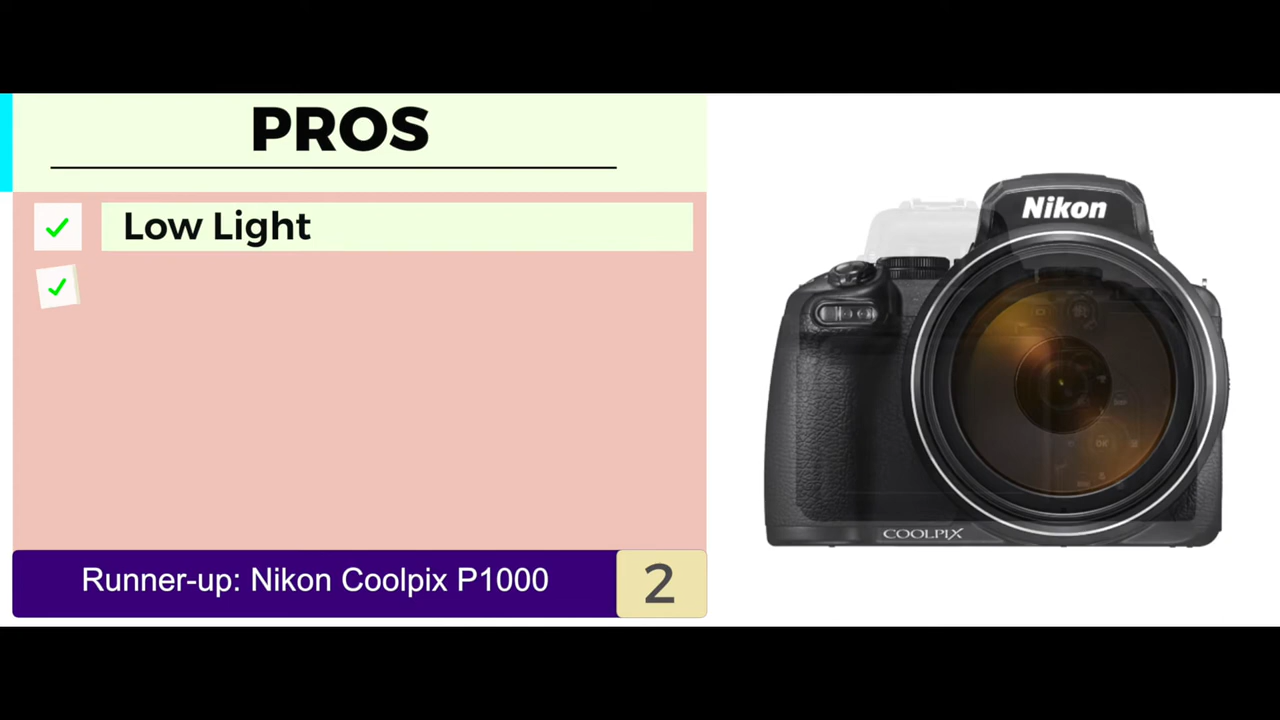 PROS
Low Light
Runner-up: Nikon Coolpix P1000
2
Nikon
COOLPIX